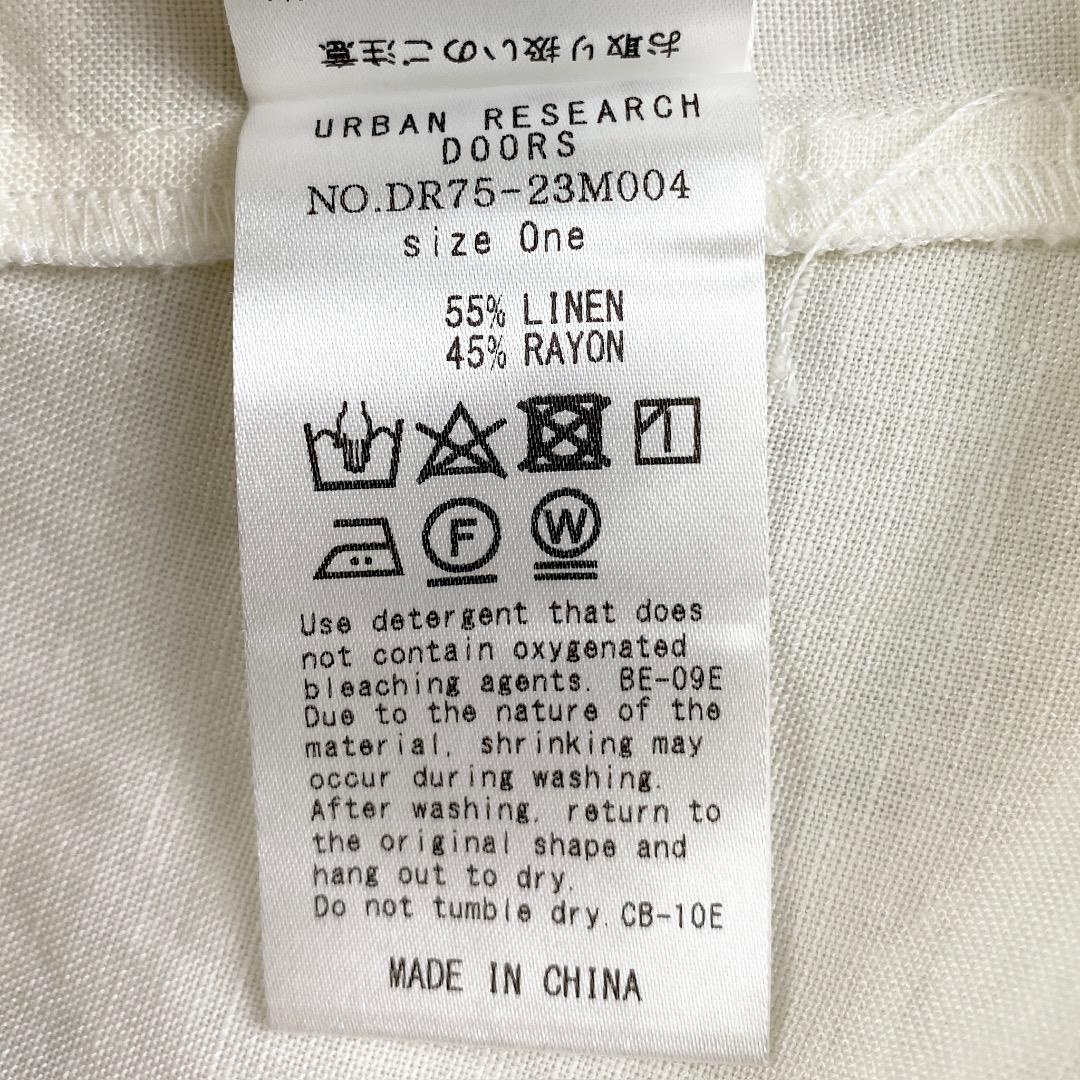 お取り扱いのご注意
URBAN RESEARCH
DOORS
NO.DR75-23M004
size One
55% LINEN
45% RAYON
F W
Use detergent that does
not contain oxygenated
bleaching agents. BE-09E
Due to the nature of the
material, shrinking may
occur during washing.
After washing, return to
the original shape and
hang out to dry.
Do not tumble dry. CB-10E
MADE IN CHINA